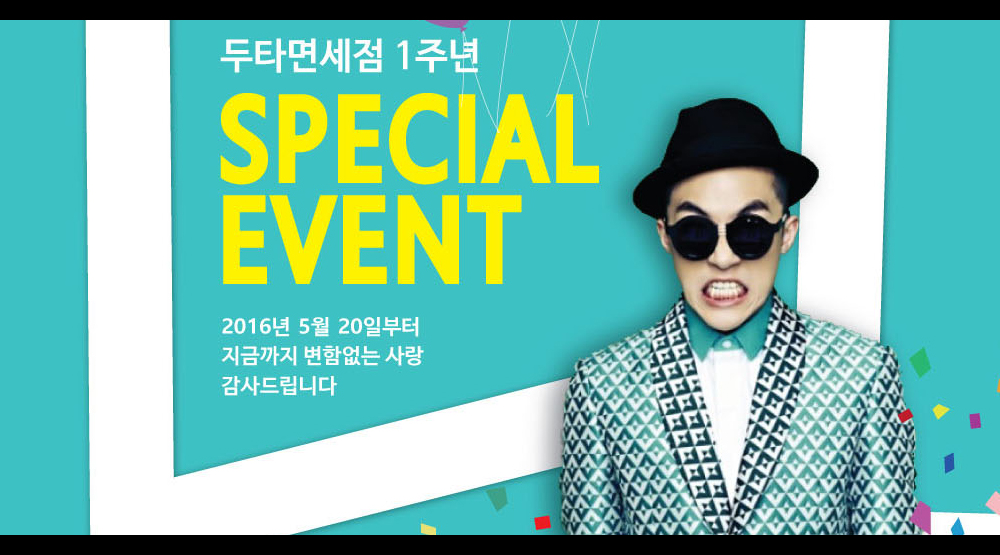 두타면세점 1주년
SPECIAL
EVENT
2016년 5월 20일부터
지금까지 변함없는 사랑
감사드립니다